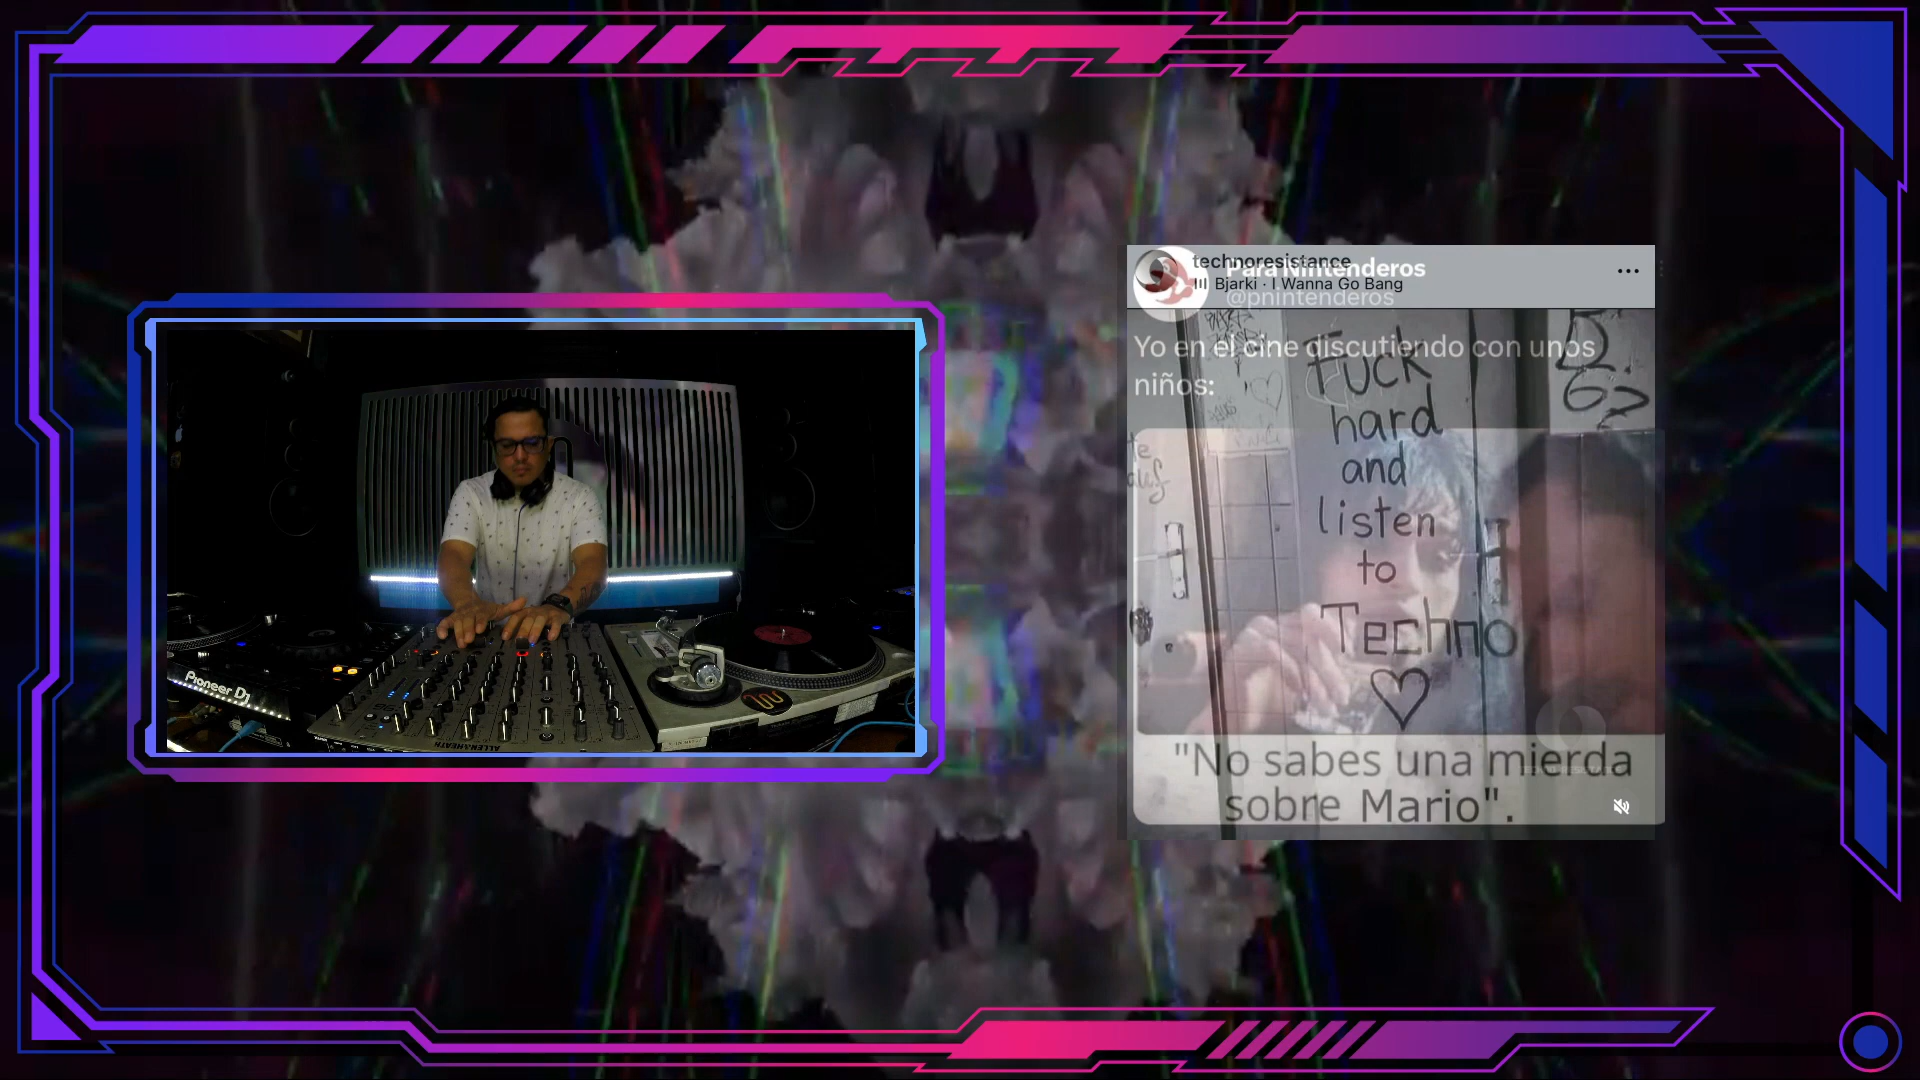 technoresistance
Bjarki · I Wanna Go Bang
Para Nintenderos
@pnintenderos
Yo en el cine discutiendo con unos
niños:
Fuck
hard
and
listen
to
Techno
"No sabes una mierda
sobre Mario".
Pioneer DJ
ALLEN&HEATH